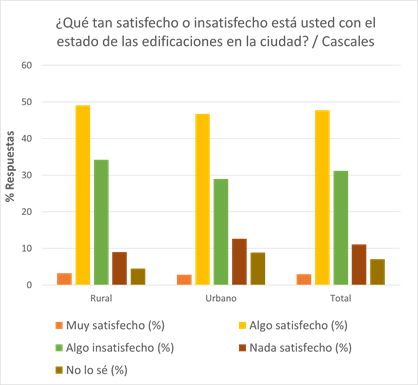 ¿Qué tan satisfecho o insatisfecho está usted con el
estado de las edificaciones en la ciudad? / Cascales
% Respuestas
60
50
40
30
20
10
0
Rural
Urbano
Total
Muy satisfecho (%)
Algo satisfecho (%)
Algo insatisfecho (%)
Nada satisfecho (%)
No lo sé (%)